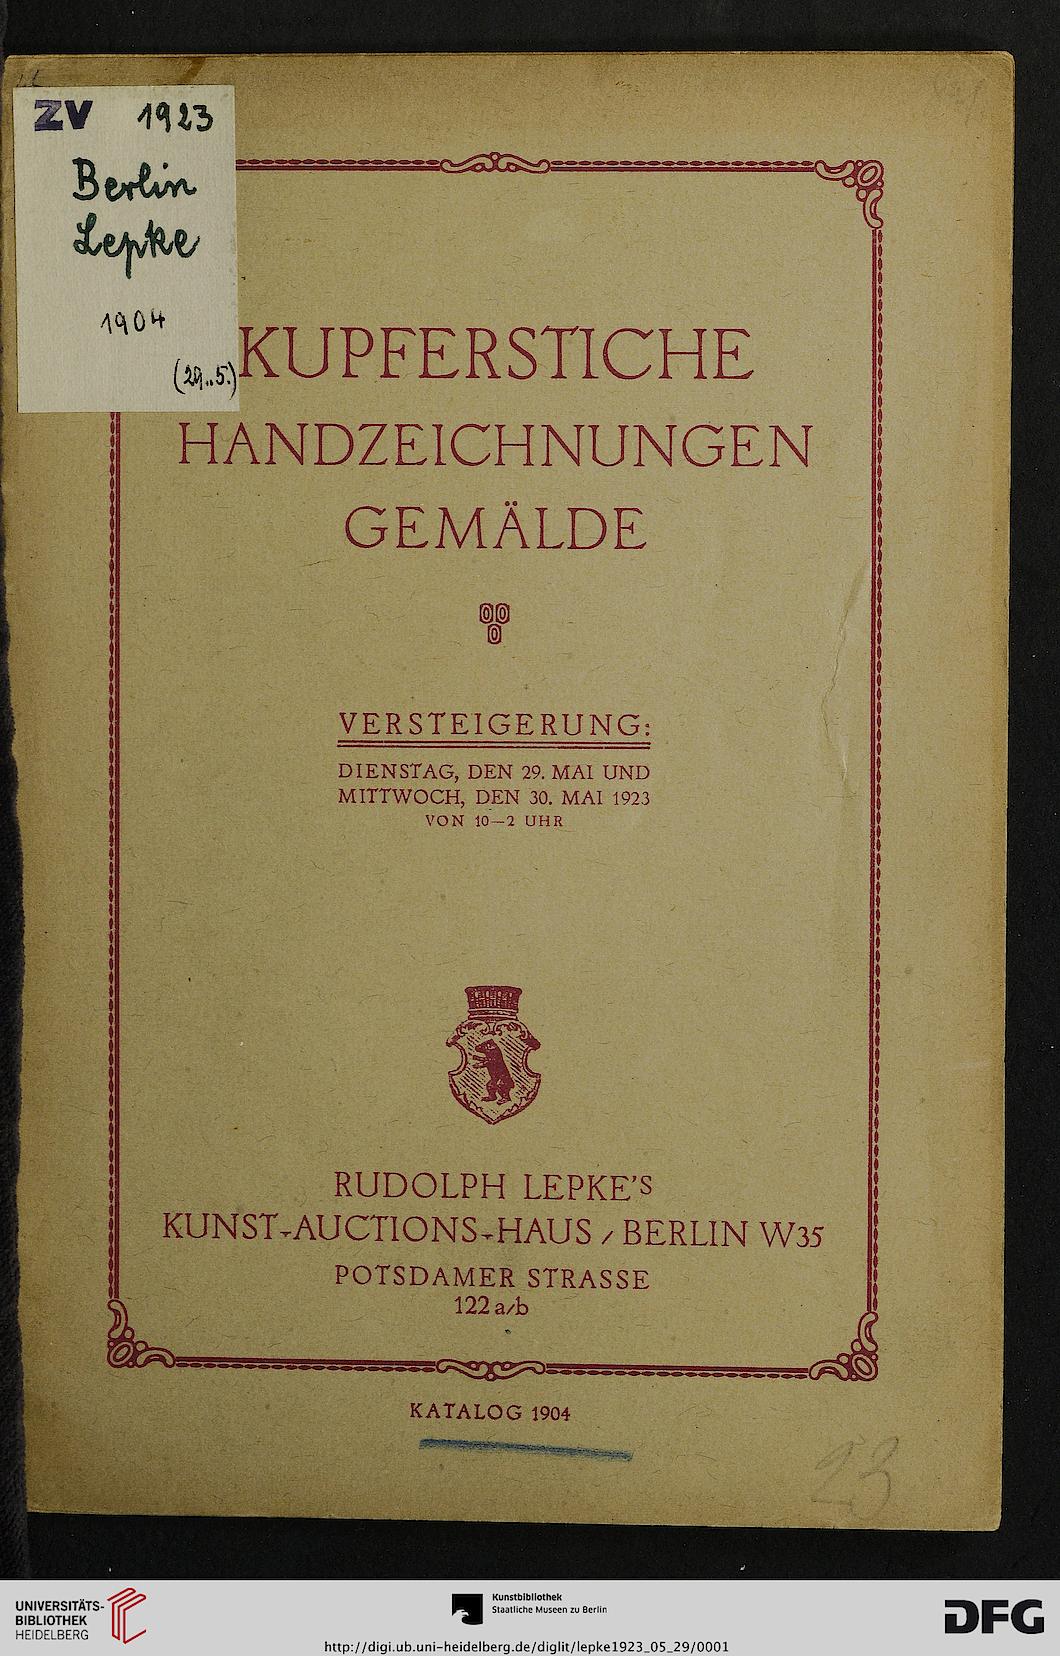 ZV 1923
Berlin
Lepke
1904
(29..5.)
KUPFERSTICHE
HANDZEICHNUNGEN
GEMÄLDE
VERSTEIGERUNG:
DIENSTAG, DEN 29. MAI UND
MITTWOCH, DEN 30. MAI 1923
VON 10—2 UHR
RUDOLPH LEPKE'S
KUNST-AUCTIONS-HAUS / BERLIN W35
POTSDAMER STRASSE
122 a/b
KATALOG 1904
23
UNIVERSITÄTS-
BIBLIOTHEK
HEIDELBERG
Kunstbibliothek
Staatliche Museen zu Berlin
DFG
http://digi.ub.uni-heidelberg.de/diglit/lepke1923_05_29/0001